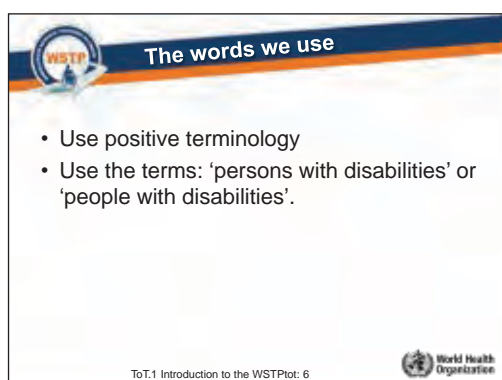 WSTP
The words we use
• Use positive terminology
• Use the terms: ‘persons with disabilities’ or
‘people with disabilities’.
ToT.1 Introduction to the WSTPtot: 6
World Health
Organization